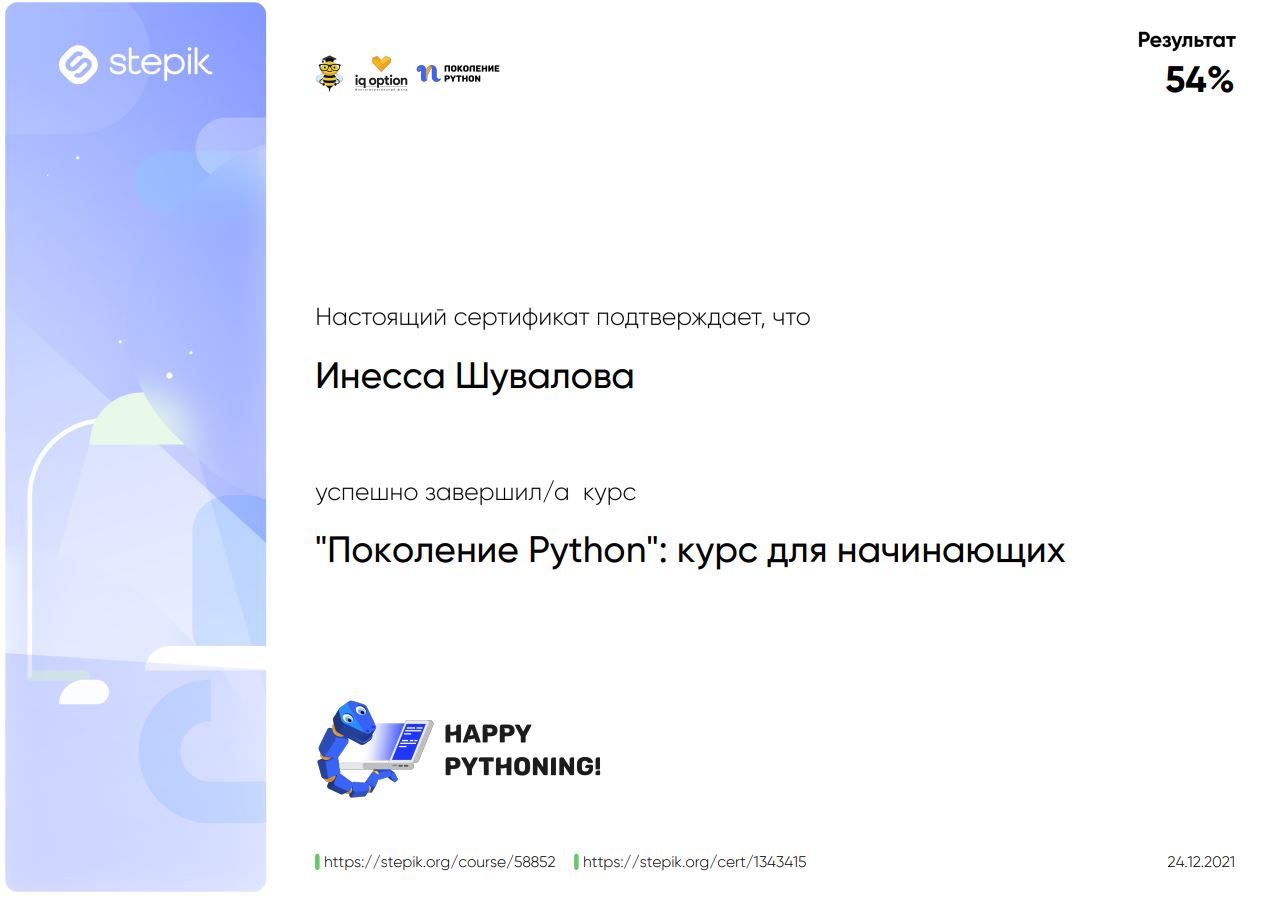 stepik
iq option
ПОКОЛЕНИЕ
PYTHON
Результат
54%
Настоящий сертификат подтверждает, что
Инесса Шувалова
успешно завершил/а курс
"Поколение Python": курс для начинающих
HAPPY
PYTHONING!
https://stepik.org/course/58852 https://stepik.org/cert/1343415 24.12.2021